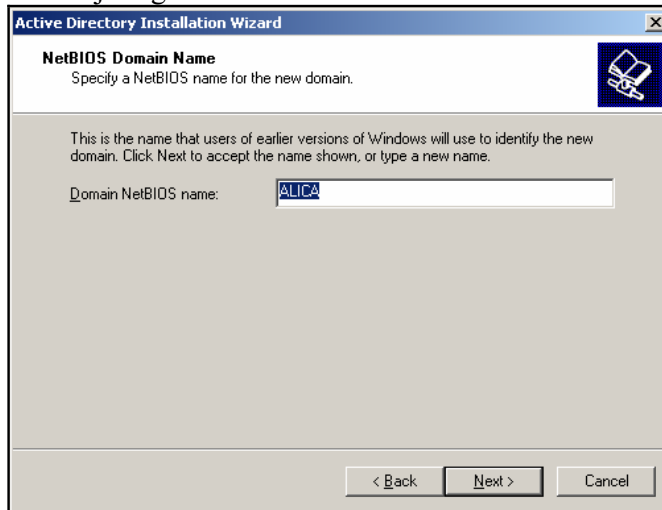 Active Directory Installation Wizard
NetBIOS Domain Name
Specify a NetBIOS name for the new domain.
This is the name that users of earlier versions of Windows will use to identify the new
domain. Click Next to accept the name shown, or type a new name.
Domain NetBIOS name: ALICA
< Back Next > Cancel